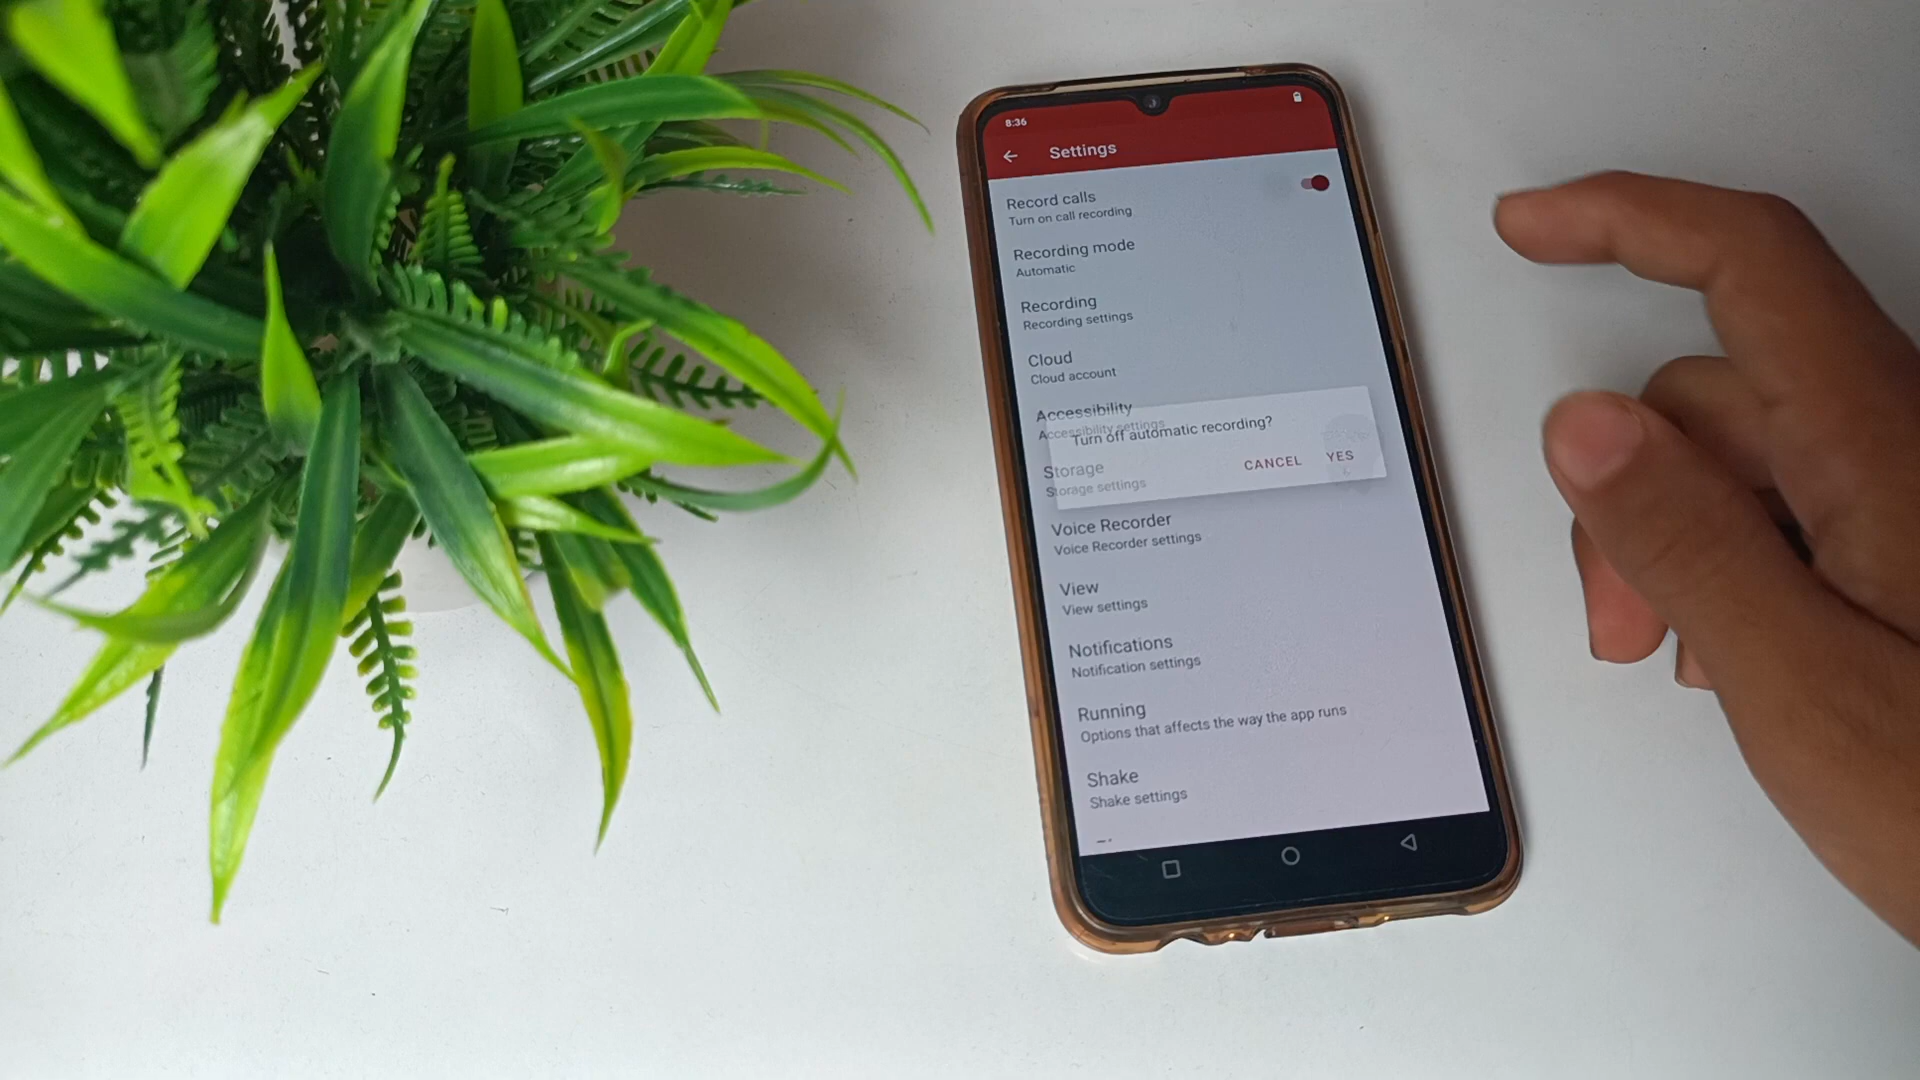 8:36
Settings
Record calls
Turn on call recording
Recording mode
Automatic
Recording
Recording settings
Cloud
Cloud account
Accessibility
Accessibility settings
Turn off automatic recording?
CANCEL YES
Storage
Storage settings
Voice Recorder
Voice Recorder settings
View
View settings
Notifications
Notification settings
Running
Options that affects the way the app runs
Shake
Shake settings